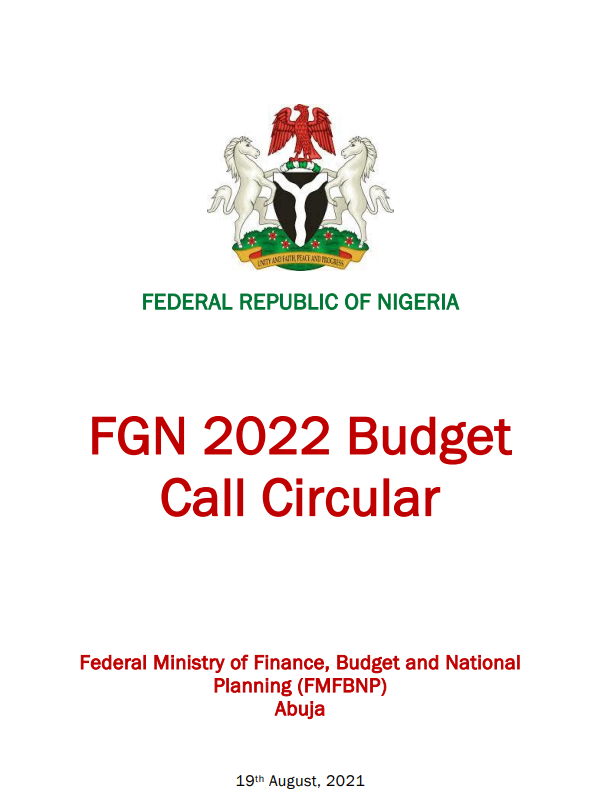 UNITY AND FAITH, PEACE AND PROGRESS
FEDERAL REPUBLIC OF NIGERIA
FGN 2022 Budget
Call Circular
Federal Ministry of Finance, Budget and National
Planning (FMFBNP)
Abuja
19th August, 2021